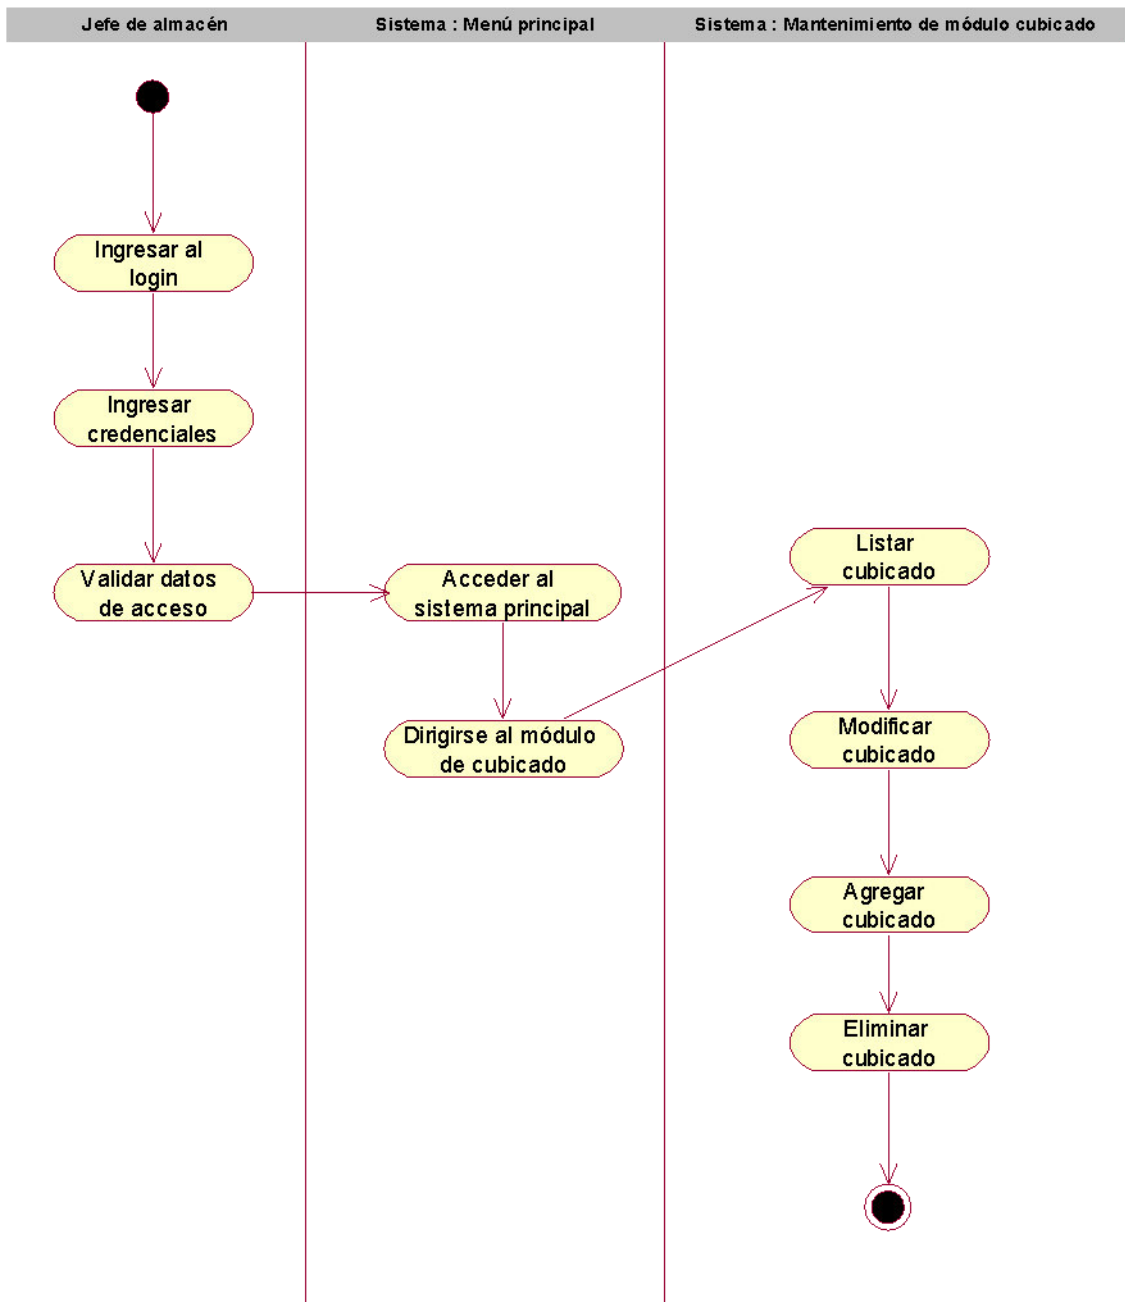 Jefe de almacén
Sistema : Menú principal
Sistema : Mantenimiento de módulo cubicado
Ingresar al
login
Ingresar
credenciales
Validar datos
de acceso
Acceder al
sistema principal
Dirigirse al módulo
de cubicado
Listar
cubicado
Modificar
cubicado
Agregar
cubicado
Eliminar
cubicado